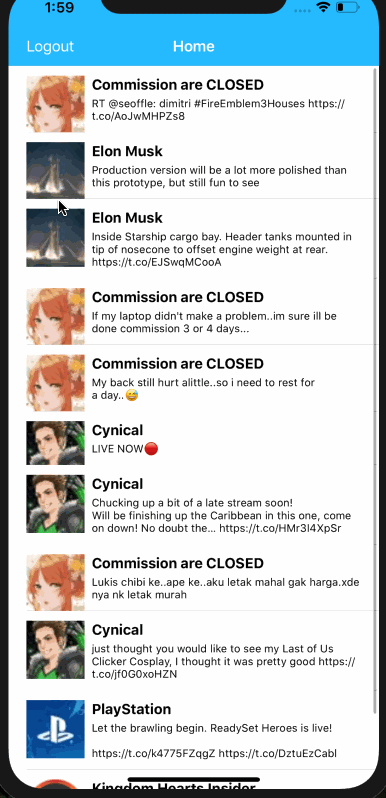 1:59
Logout
Home
Commission are CLOSED
RT @seoffle: dimitri #FireEmblem3Houses https://
t.co/AoJwMHPZs8
Elon Musk
Production version will be a lot more polished than
this prototype, but still fun to see
Elon Musk
Inside Starship cargo bay. Header tanks mounted in
tip of nosecone to offset engine weight at rear.
https://t.co/EJSwqMCooA
Commission are CLOSED
If my laptop didn't make a problem..im sure ill be
done commission 3 or 4 days...
Commission are CLOSED
My back still hurt alittle..so i need to rest for
a day..😅
Cynical
LIVE NOW🔴
Cynical
Chucking up a bit of a late stream soon!
Will be finishing up the Caribbean in this one, come
on down! No doubt the… https://t.co/HMr3I4XpSr
Commission are CLOSED
Lukis chibi ke..ape ke..aku letak mahal gak harga.xde
nya nk letak murah
Cynical
just thought you would like to see my Last of Us
Clicker Cosplay, I thought it was pretty good https://
t.co/jf0G0xoHZN
PlayStation
Let the brawling begin. ReadySet Heroes is live!
https://t.co/k4775FZqgZ https://t.co/DztuEzCabl
Kingdom Hearts Insider